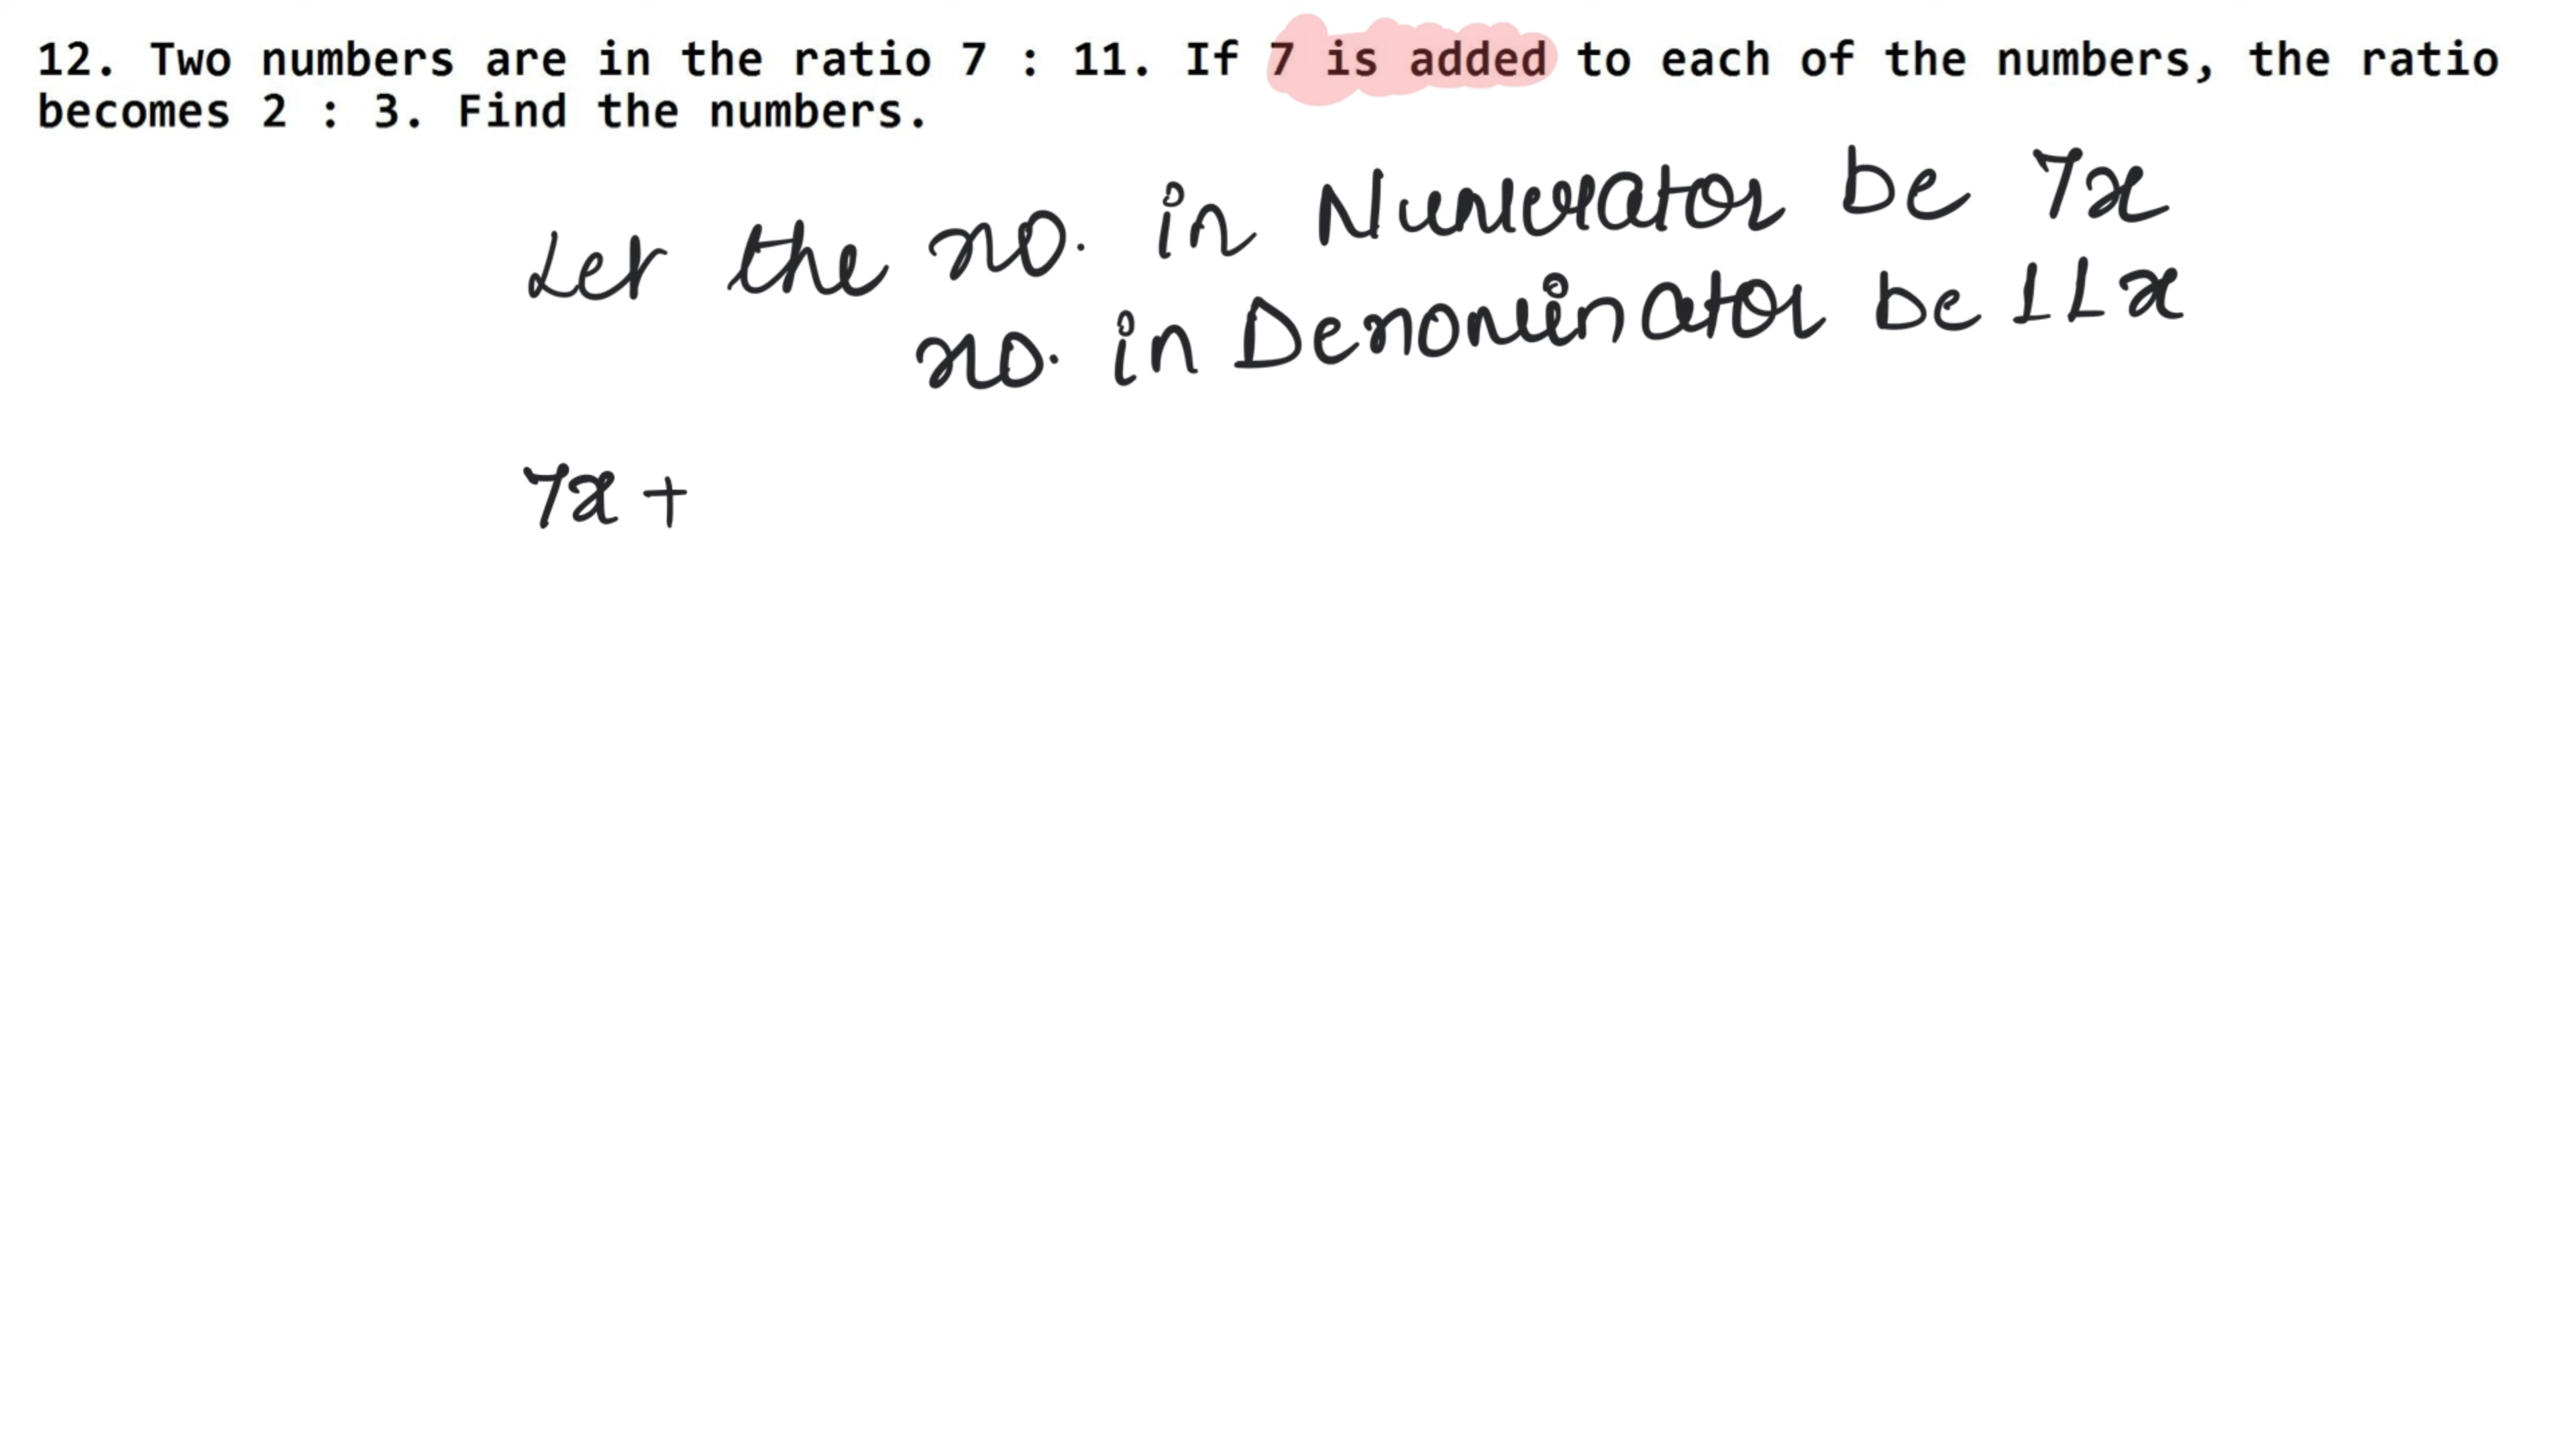 12. Two numbers are in the ratio 7 : 11. If 7 is added to each of the numbers, the ratio
becomes 2 : 3. Find the numbers.
Let the no. in Numerator be 7x
no. in Denominator be 11x
7x +